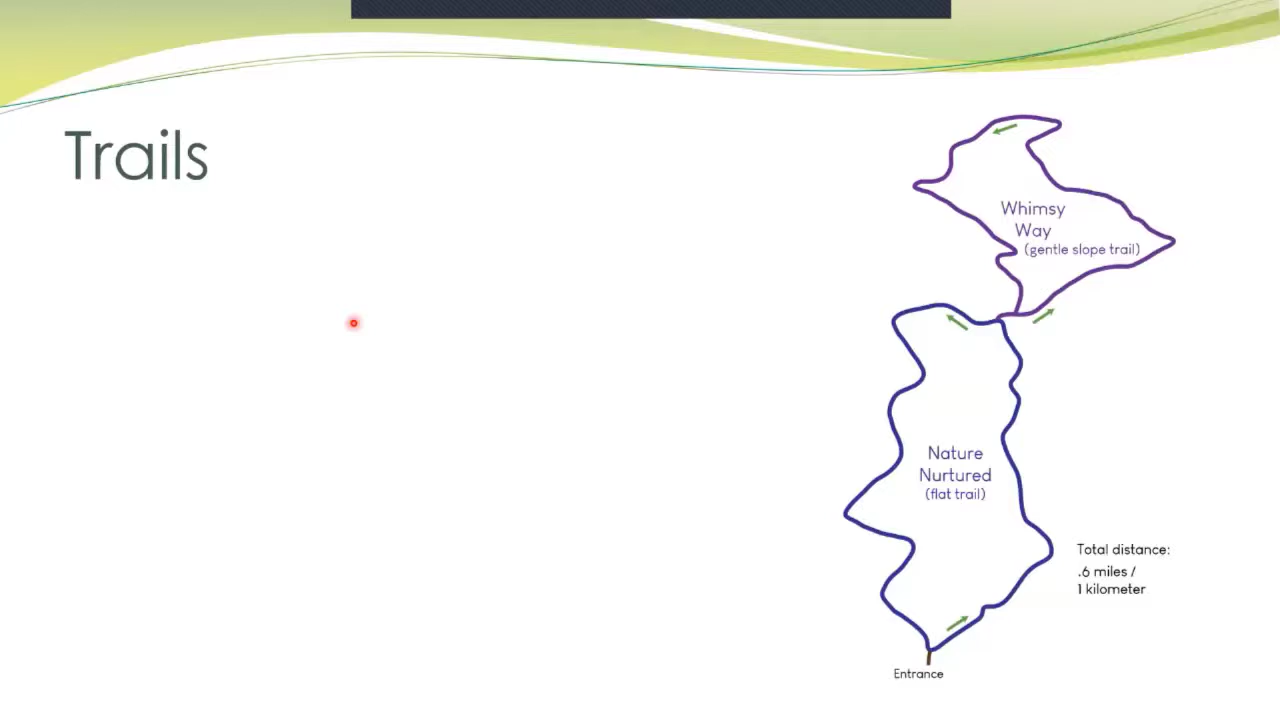 Trails
Whimsy
Way
(gentle slope trail)
Nature
Nurtured
(flat trail)
Total distance:
.6 miles /
1 kilometer
Entrance